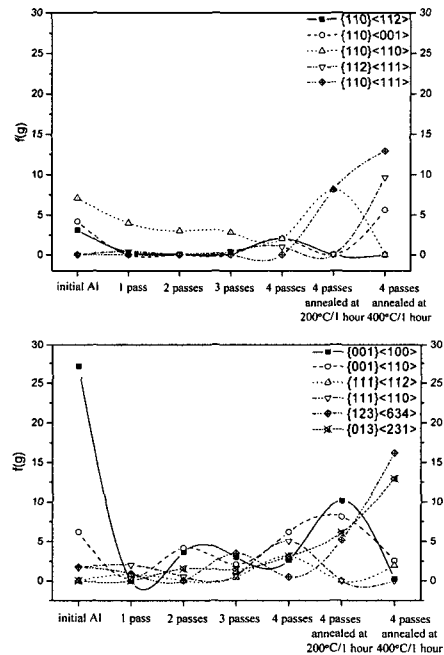 30
25
20
15
10
5
0
f(g)
{110}<112>
{110}<001>
{110}<110>
{112}<111>
{110}<111>
30
25
20
15
10
5
0
initial Al
1 pass
2 passes
3 passes
4 passes
4 passes
annealed at
200°C/1 hour
4
passes
annealed at
400°C/1 hour
30
25
20
15
10
5
0
f(g)
{001}<100>
{001}<110>
{111}<112>
{111}<110>
{123}<634>
{013}<231>
30
25
20
15
10
5
0
initial Al
1 pass
2 passes
3 passes
4 passes
4 passes
annealed at
200°C/1 hour
4
passes
annealed at
400°C/1 hour